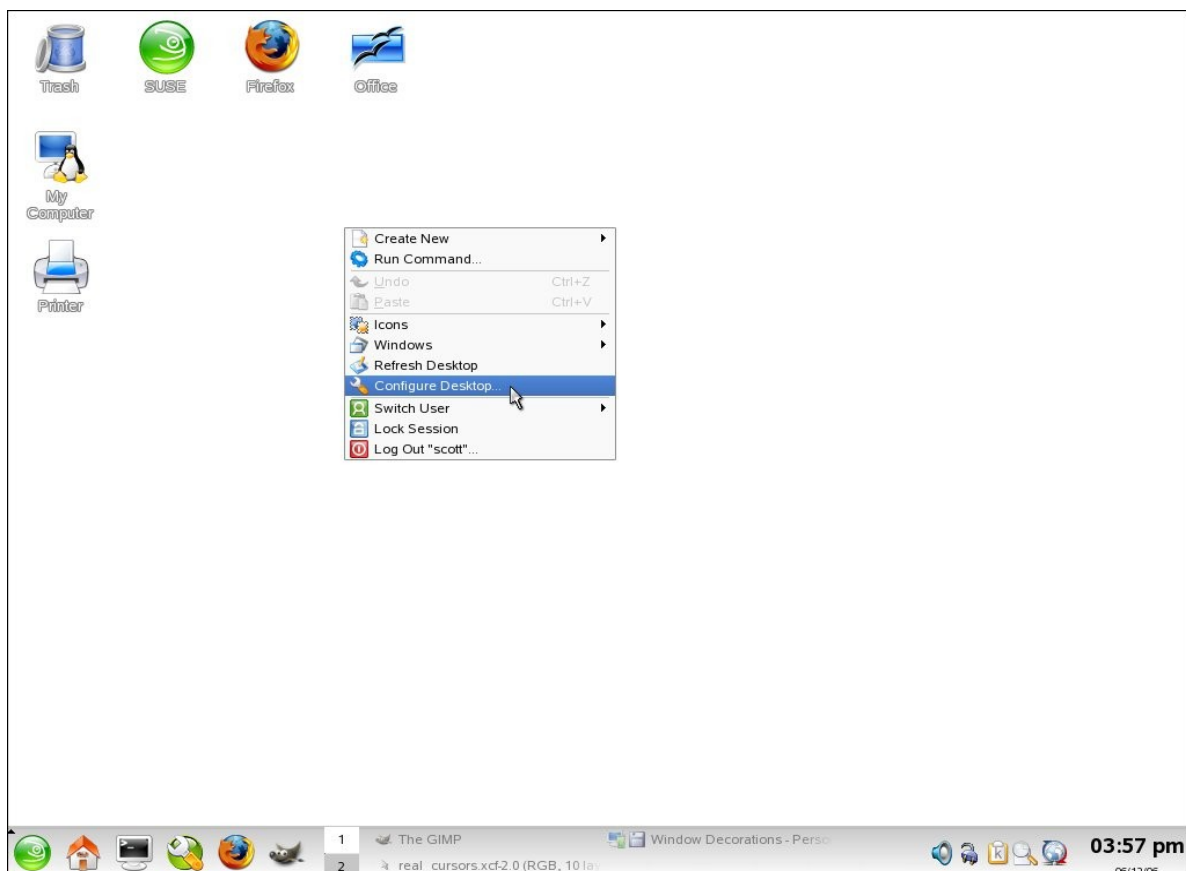 Trash
SUSE
Firefox
Office
My
Computer
Printer
Create New
Run Command...
Undo Ctrl+Z
Paste Ctrl+V
Icons
Windows
Refresh Desktop
Configure Desktop...
Switch User
Lock Session
Log Out "scott"...
1
The GIMP
Window Decorations - Perso
03:57 pm
2
real_cursors.xcf-2.0 (RGB, 10 la